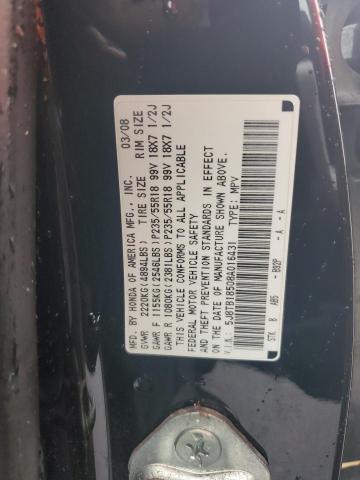 MFD. BY HONDA OF AMERICA MFG., INC. 03/08
GVWR 2220KG(4894LBS) TIRE SIZE RIM SIZE
GAWR F 1155KG(2546LBS)P235/55R18 99V 18X7 1/2J
GAWR R 1080KG(2381LBS)P235/55R18 99V 18X7 1/2J
THIS VEHICLE CONFORMS TO ALL APPLICABLE
FEDERAL MOTOR VEHICLE SAFETY
AND THEFT PREVENTION STANDARDS IN EFFECT
ON THE DATE OF MANUFACTURE SHOWN ABOVE.
V.I.N. 5J8TB18508A016431 TYPE: MPV
STK B AB5 - B92P - A - A